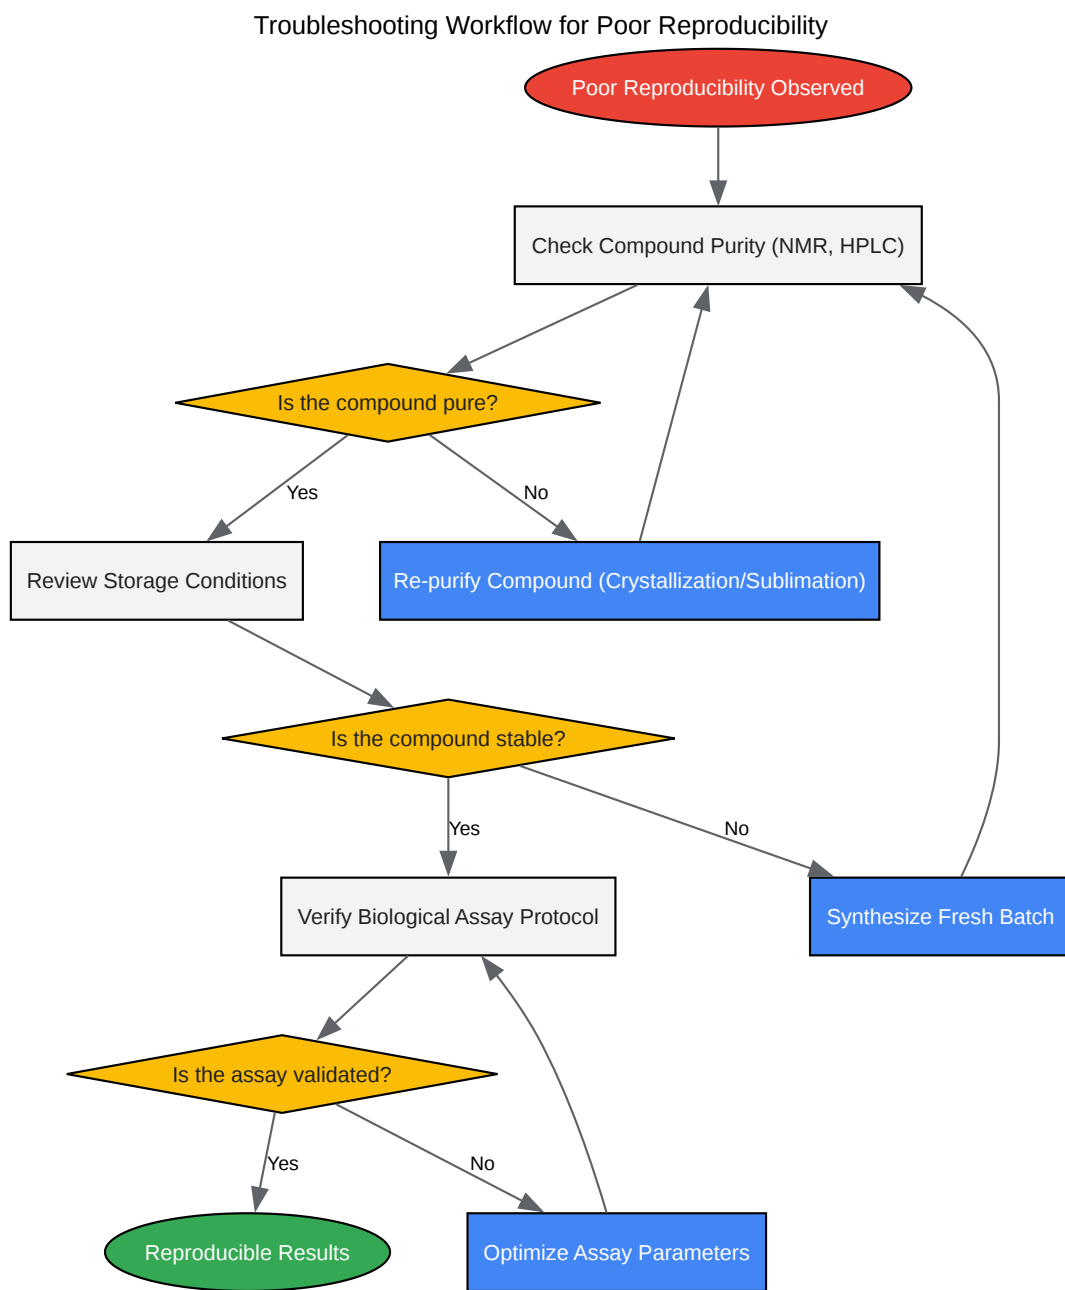 Troubleshooting Workflow for Poor Reproducibility
Poor Reproducibility Observed
Check Compound Purity (NMR, HPLC)
Is the compound pure?
Yes
No
Review Storage Conditions
Re-purify Compound (Crystallization/Sublimation)
Is the compound stable?
Yes
No
Verify Biological Assay Protocol
Synthesize Fresh Batch
Is the assay validated?
Yes
No
Reproducible Results
Optimize Assay Parameters